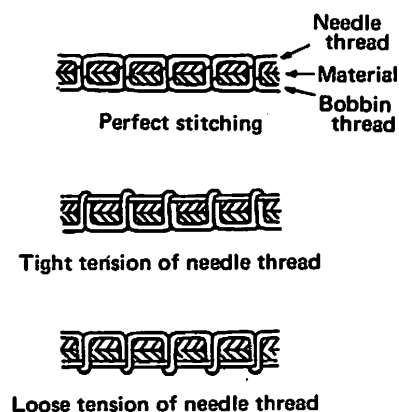 Needle
thread
Material
Bobbin
thread
Perfect stitching
Tight tension of needle thread
Loose tension of needle thread